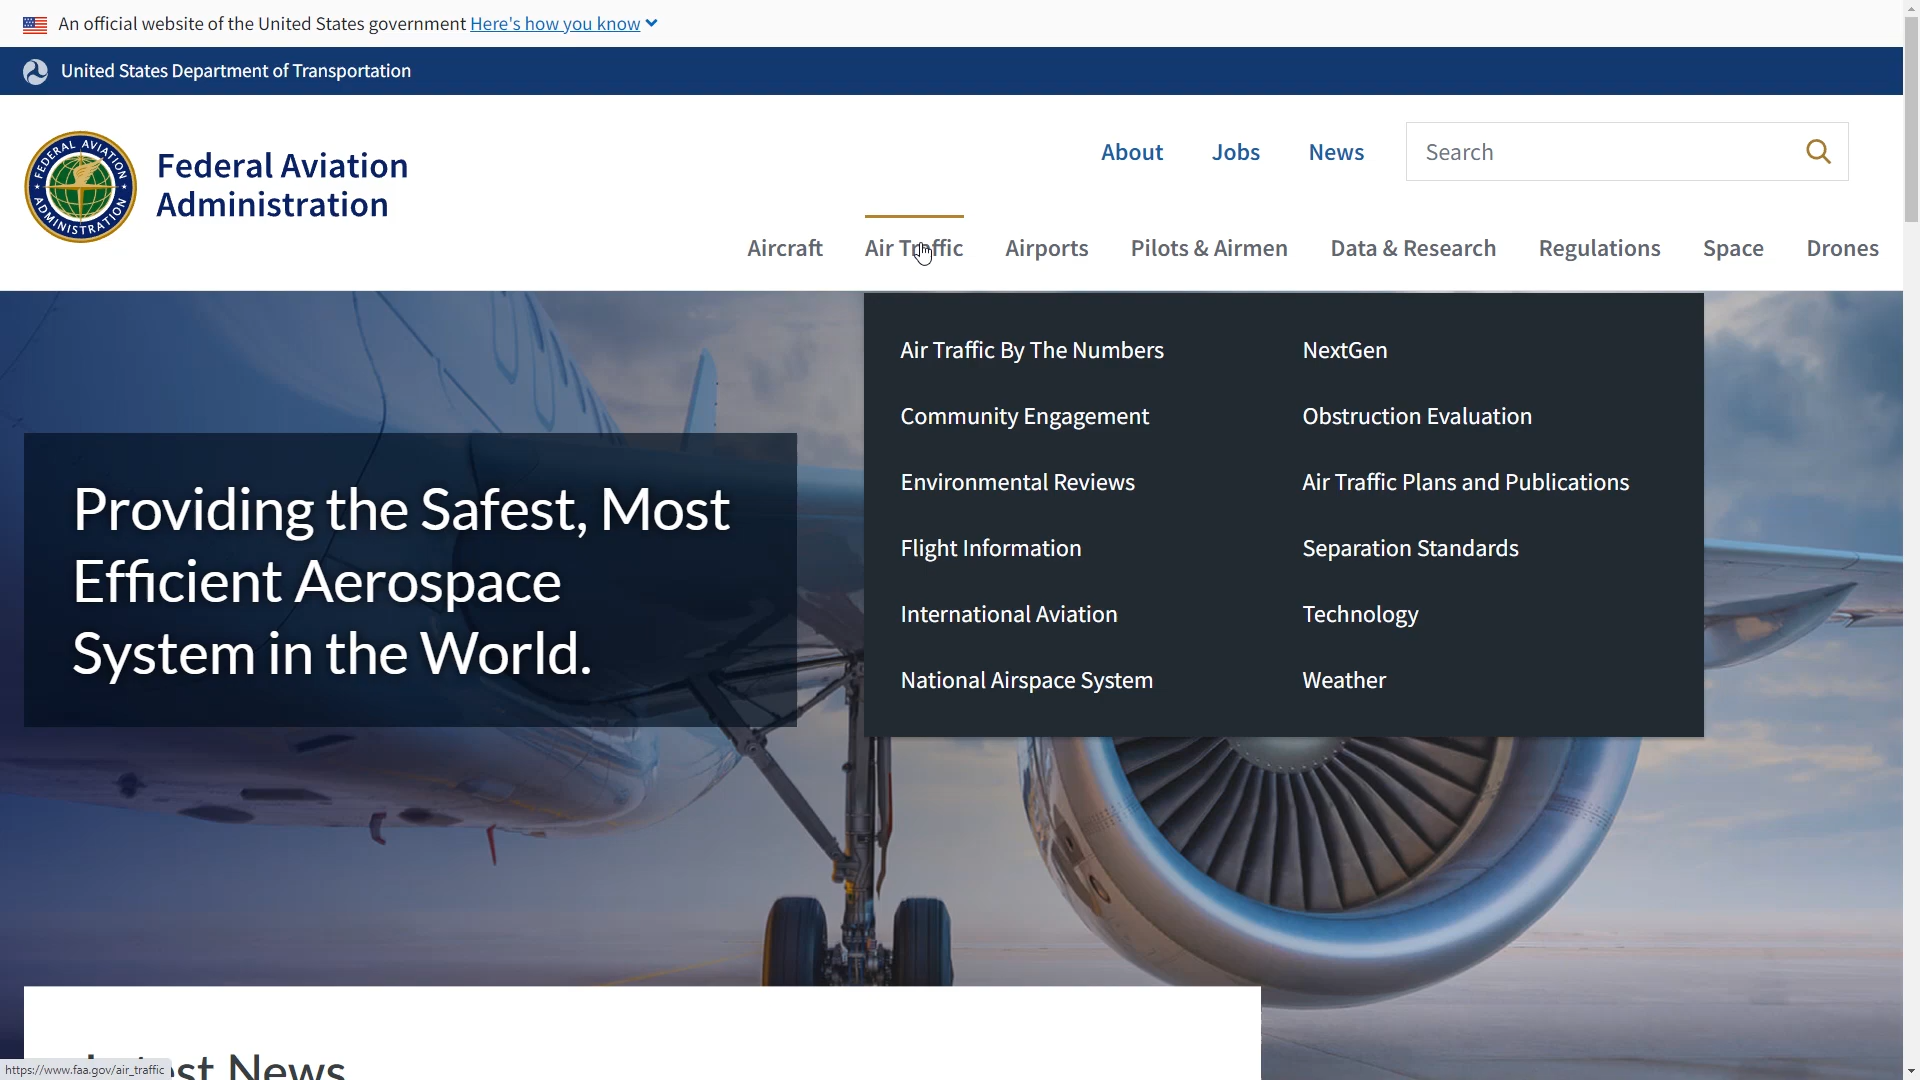 An official website of the United States government Here's how you know
United States Department of Transportation
FEDERAL AVIATION ADMINISTRATION
Federal Aviation
Administration
About Jobs News Search
Aircraft Air Traffic Airports Pilots & Airmen Data & Research Regulations Space Drones
Air Traffic By The Numbers
Community Engagement
Environmental Reviews
Flight Information
International Aviation
National Airspace System
NextGen
Obstruction Evaluation
Air Traffic Plans and Publications
Separation Standards
Technology
Weather
Providing the Safest, Most
Efficient Aerospace
System in the World.
Latest News
https://www.faa.gov/air_traffic